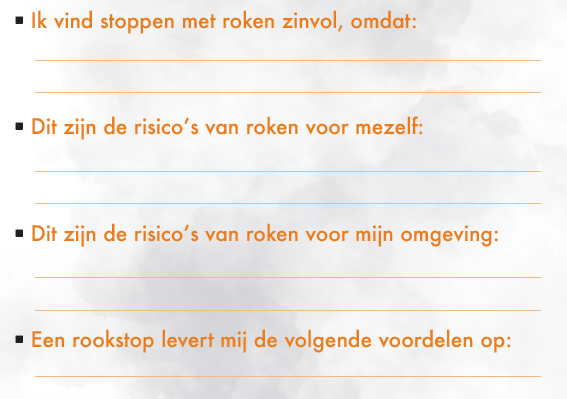 ▪ Ik vind stoppen met roken zinvol, omdat:
▪ Dit zijn de risico’s van roken voor mezelf:
▪ Dit zijn de risico’s van roken voor mijn omgeving:
▪ Een rookstop levert mij de volgende voordelen op: